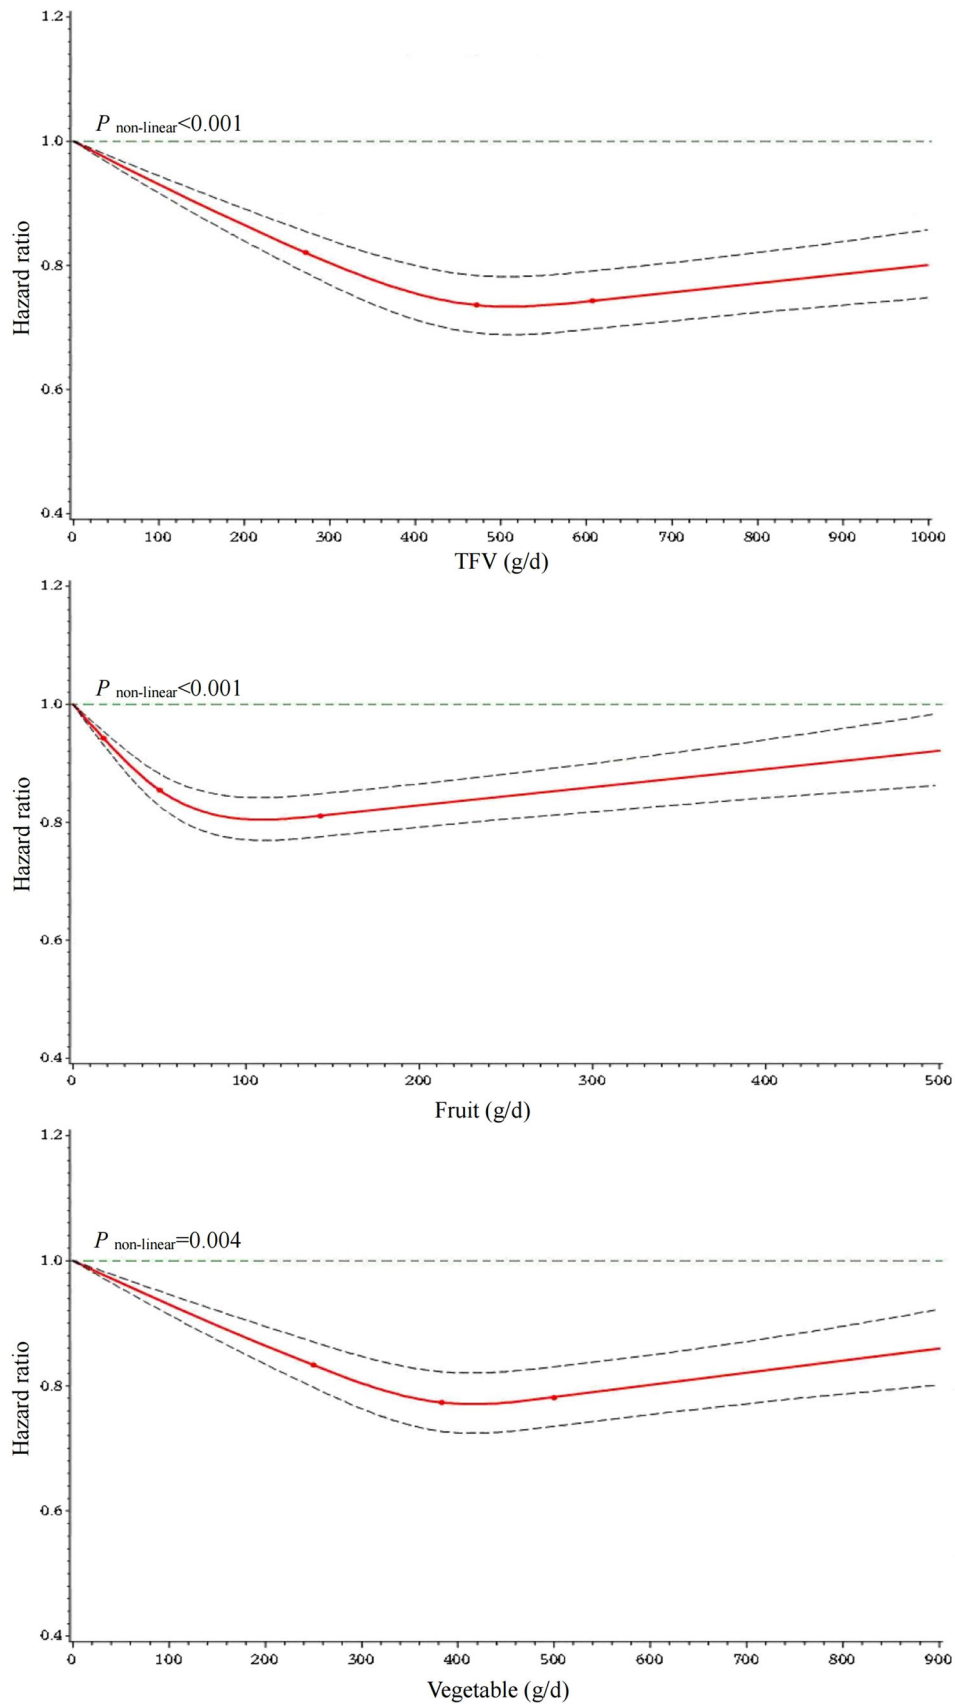 1.2
P non-linear<0.001
1.0
0.8
0.6
0.4
Hazard ratio
0 100 200 300 400 500 600 700 800 900 1000
TFV (g/d)
1.2
P non-linear<0.001
1.0
0.8
0.6
0.4
Hazard ratio
0 100 200 300 400 500
Fruit (g/d)
1.2
P non-linear=0.004
1.0
0.8
0.6
0.4
Hazard ratio
0 100 200 300 400 500 600 700 800 900
Vegetable (g/d)